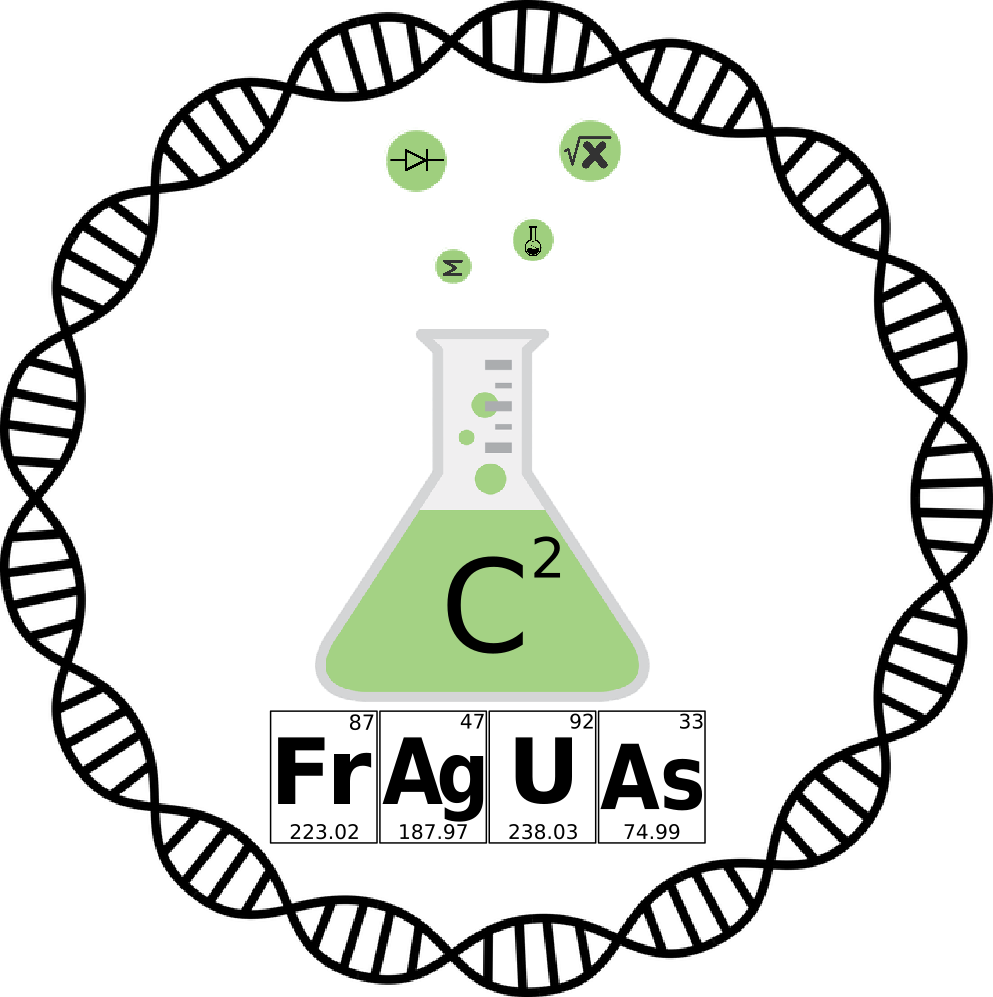 √x
Σ
C²
87 47 92 33
Fr Ag U As
223.02 187.97 238.03 74.99